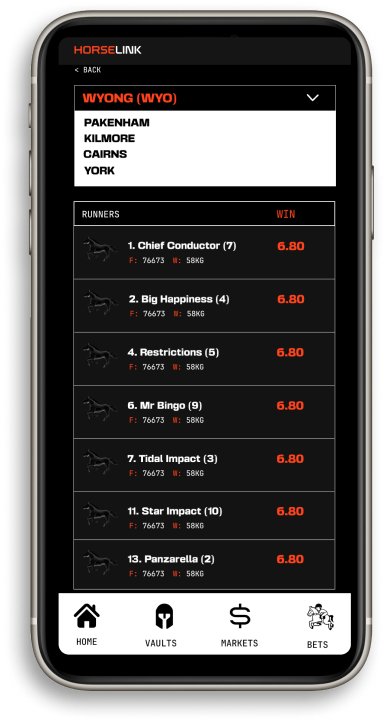 HORSELINK
< BACK
WYONG (WYO)
PAKENHAM
KILMORE
CAIRNS
YORK
RUNNERS WIN
1. Chief Conductor (7) 6.80
F: 76673 W: 58KG
2. Big Happiness (4) 6.80
F: 76673 W: 58KG
4. Restrictions (5) 6.80
F: 76673 W: 58KG
6. Mr Bingo (9) 6.80
F: 76673 W: 58KG
7. Tidal Impact (3) 6.80
F: 76673 W: 58KG
11. Star Impact (10) 6.80
F: 76673 W: 58KG
13. Panzarella (2) 6.80
F: 76673 W: 58KG
HOME VAULTS MARKETS BETS